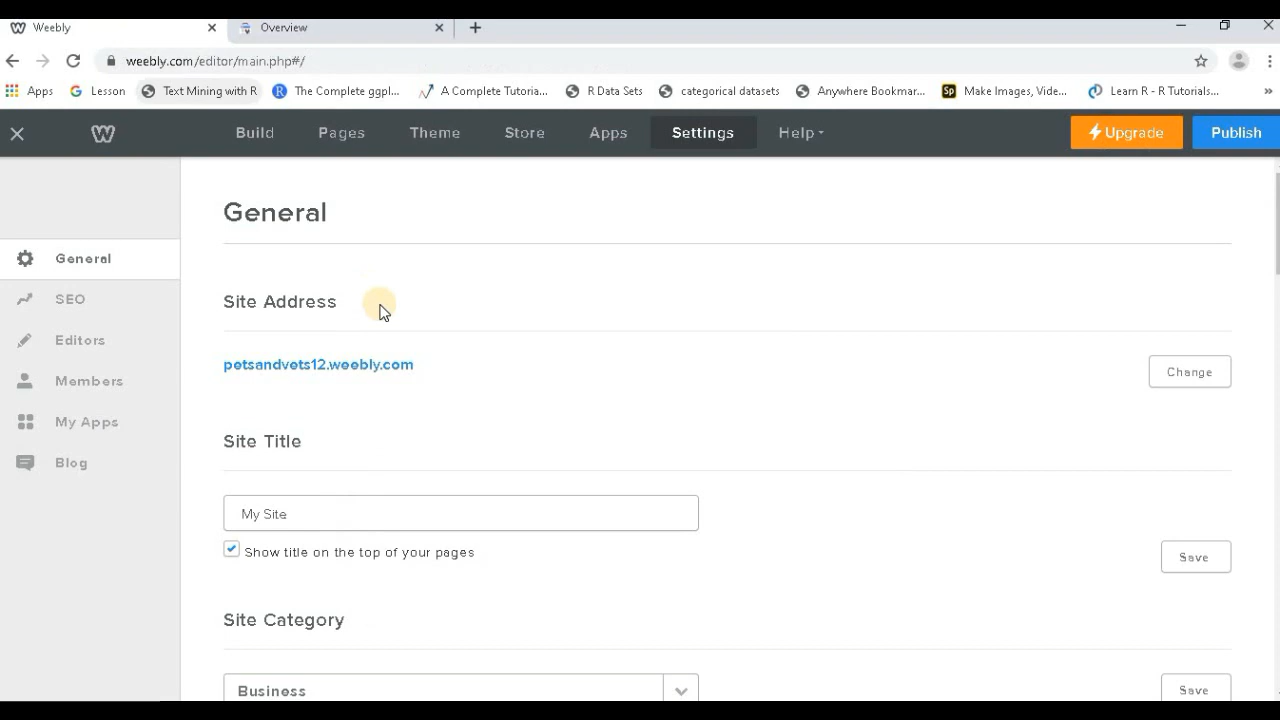 Weebly
Overview
weebly.com/editor/main.php#/
Apps
Lesson
Text Mining with R
The Complete ggpl...
A Complete Tutoria...
R Data Sets
categorical datasets
Anywhere Bookmar...
Sp Make Images, Vide...
Learn R - R Tutorials...
»
Build
Pages
Theme
Store
Apps
Settings
Help
Upgrade
Publish
General
General
SEO
Editors
Members
My Apps
Blog
Site Address
petsandvets12.weebly.com
Change
Site Title
My Site
Show title on the top of your pages
Save
Site Category
Business
Save